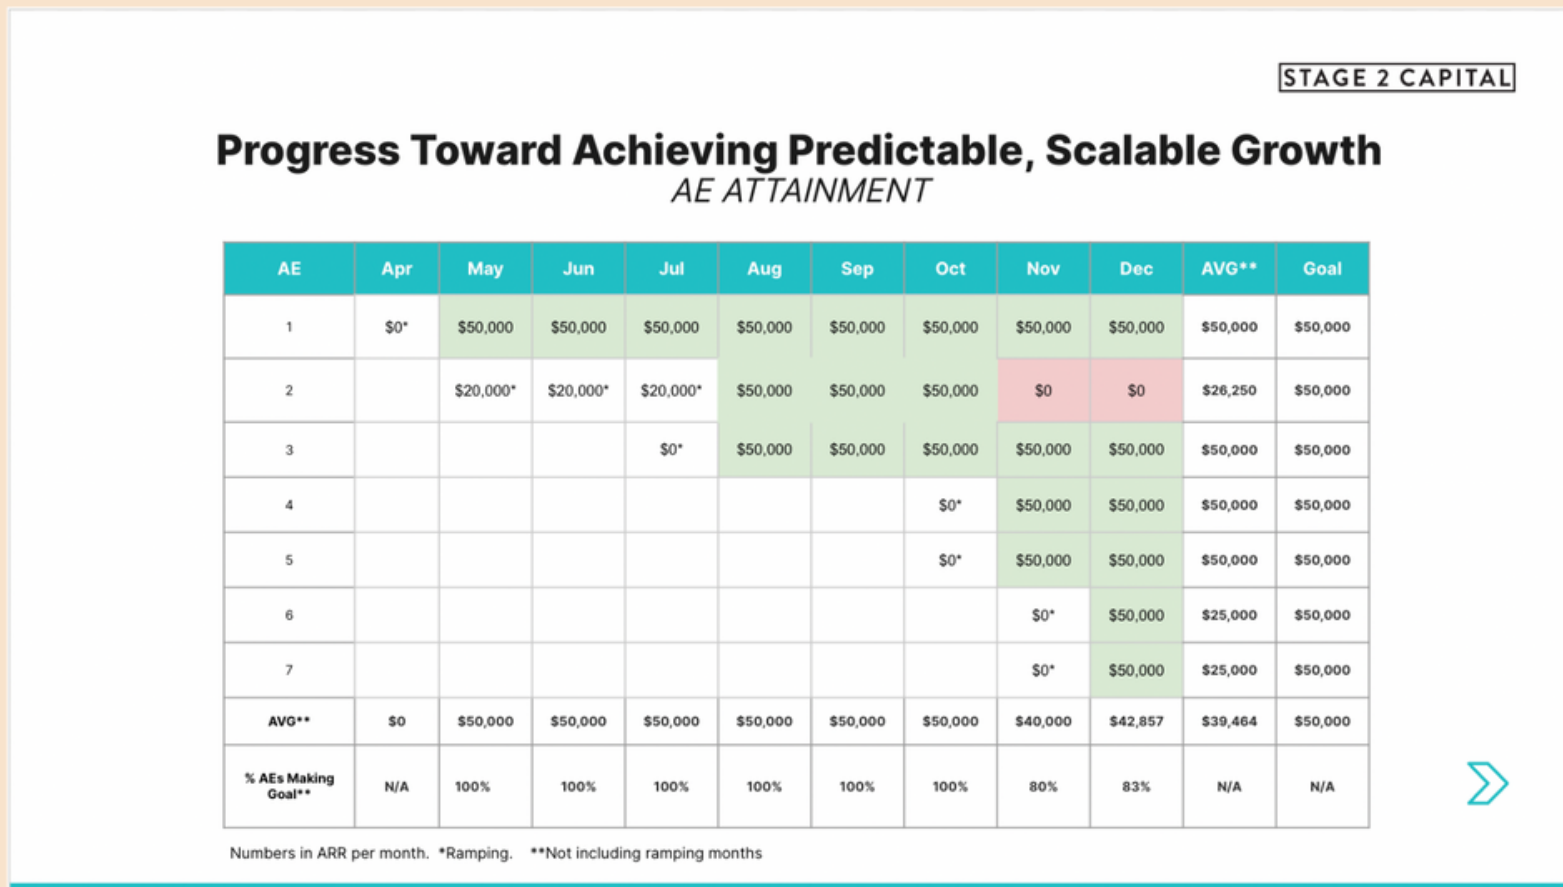 STAGE 2 CAPITAL
Progress Toward Achieving Predictable, Scalable Growth
AE ATTAINMENT
AE Apr May Jun Jul Aug Sep Oct Nov Dec AVG** Goal
1 $0* $50,000 $50,000 $50,000 $50,000 $50,000 $50,000 $50,000 $50,000 $50,000 $50,000
2 $20,000* $20,000* $20,000* $50,000 $50,000 $50,000 $0 $0 $26,250 $50,000
3 $0* $50,000 $50,000 $50,000 $50,000 $50,000 $50,000 $50,000
4 $0* $50,000 $50,000 $50,000 $50,000
5 $0* $50,000 $50,000 $50,000 $50,000
6 $0* $50,000 $25,000 $50,000
7 $0* $50,000 $25,000 $50,000
AVG** $0 $50,000 $50,000 $50,000 $50,000 $50,000 $50,000 $40,000 $42,857 $39,464 $50,000
% AEs Making
Goal** N/A 100% 100% 100% 100% 100% 100% 80% 83% N/A N/A
Numbers in ARR per month. *Ramping. **Not including ramping months